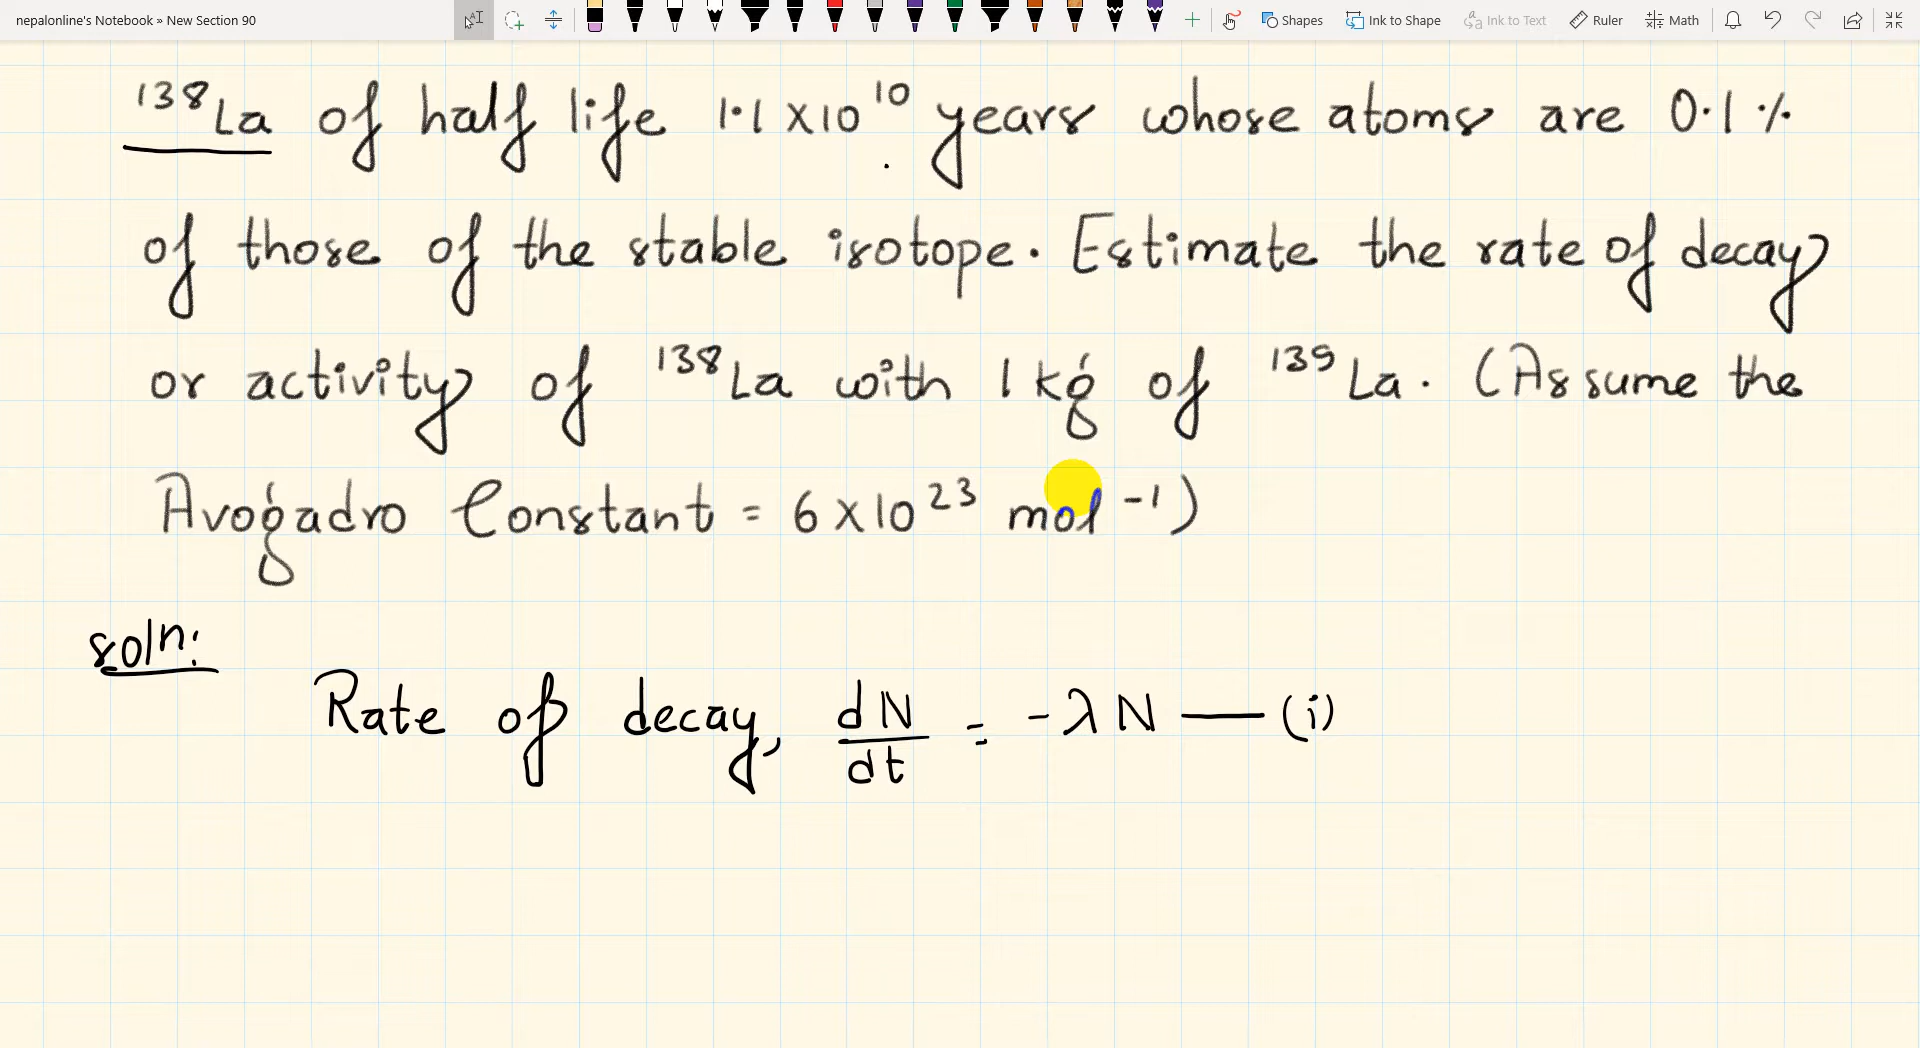 nepalonline's Notebook » New Section 90 Shapes Ink to Shape Ink to Text Ruler Math
¹³⁸La of half life 1.1 × 10¹⁰ years whose atoms are 0.1 %
of those of the stable isotope. Estimate the rate of decay
or activity of ¹³⁸La with 1 kg of ¹³⁹La. (Assume the
Avogadro Constant = 6 × 10²³ mol⁻¹)
soln:
Rate of decay, dN/dt = -λN — (i)